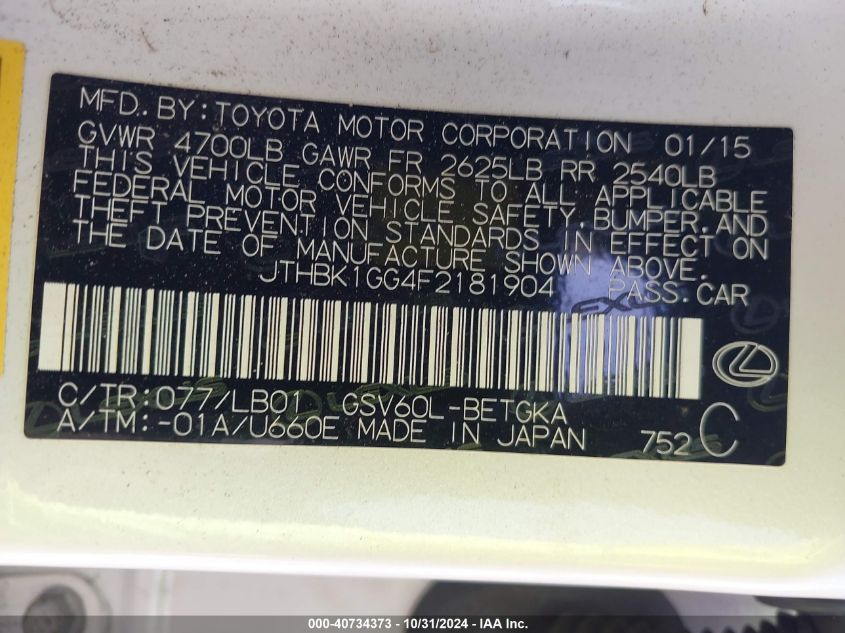 MFD. BY: TOYOTA MOTOR CORPORATION 01/15
GVWR 4700LB GAWR FR 2625LB RR 2540LB
THIS VEHICLE CONFORMS TO ALL APPLICABLE
FEDERAL MOTOR VEHICLE SAFETY, BUMPER, AND
THEFT PREVENTION STANDARDS IN EFFECT ON
THE DATE OF MANUFACTURE SHOWN ABOVE.
JTHBK1GG4F2181904 PASS. CAR
C/TR:077/LB01 GSV60L-BETGKA
A/TM:-01A/U660E MADE IN JAPAN 752 C
000-40734373 - 10/31/2024 - IAA Inc.